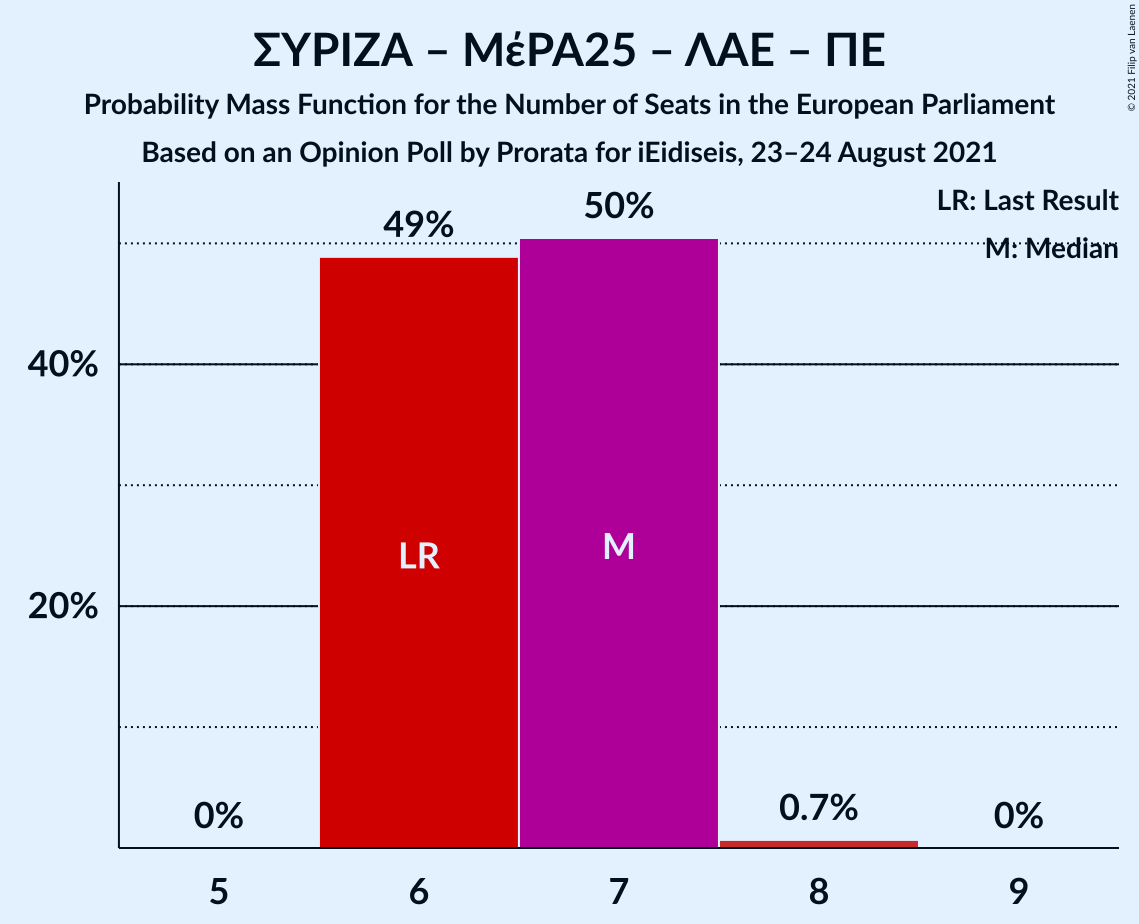 ΣΥΡΙΖΑ – ΜέΡΑ25 – ΛΑΕ – ΠΕ
Probability Mass Function for the Number of Seats in the European Parliament
Based on an Opinion Poll by Prorata for iEidiseis, 23–24 August 2021
© 2021 Filip van Laenen
LR: Last Result
M: Median
49%
50%
40%
20%
LR
M
0%
0.7%
0%
5
6
7
8
9